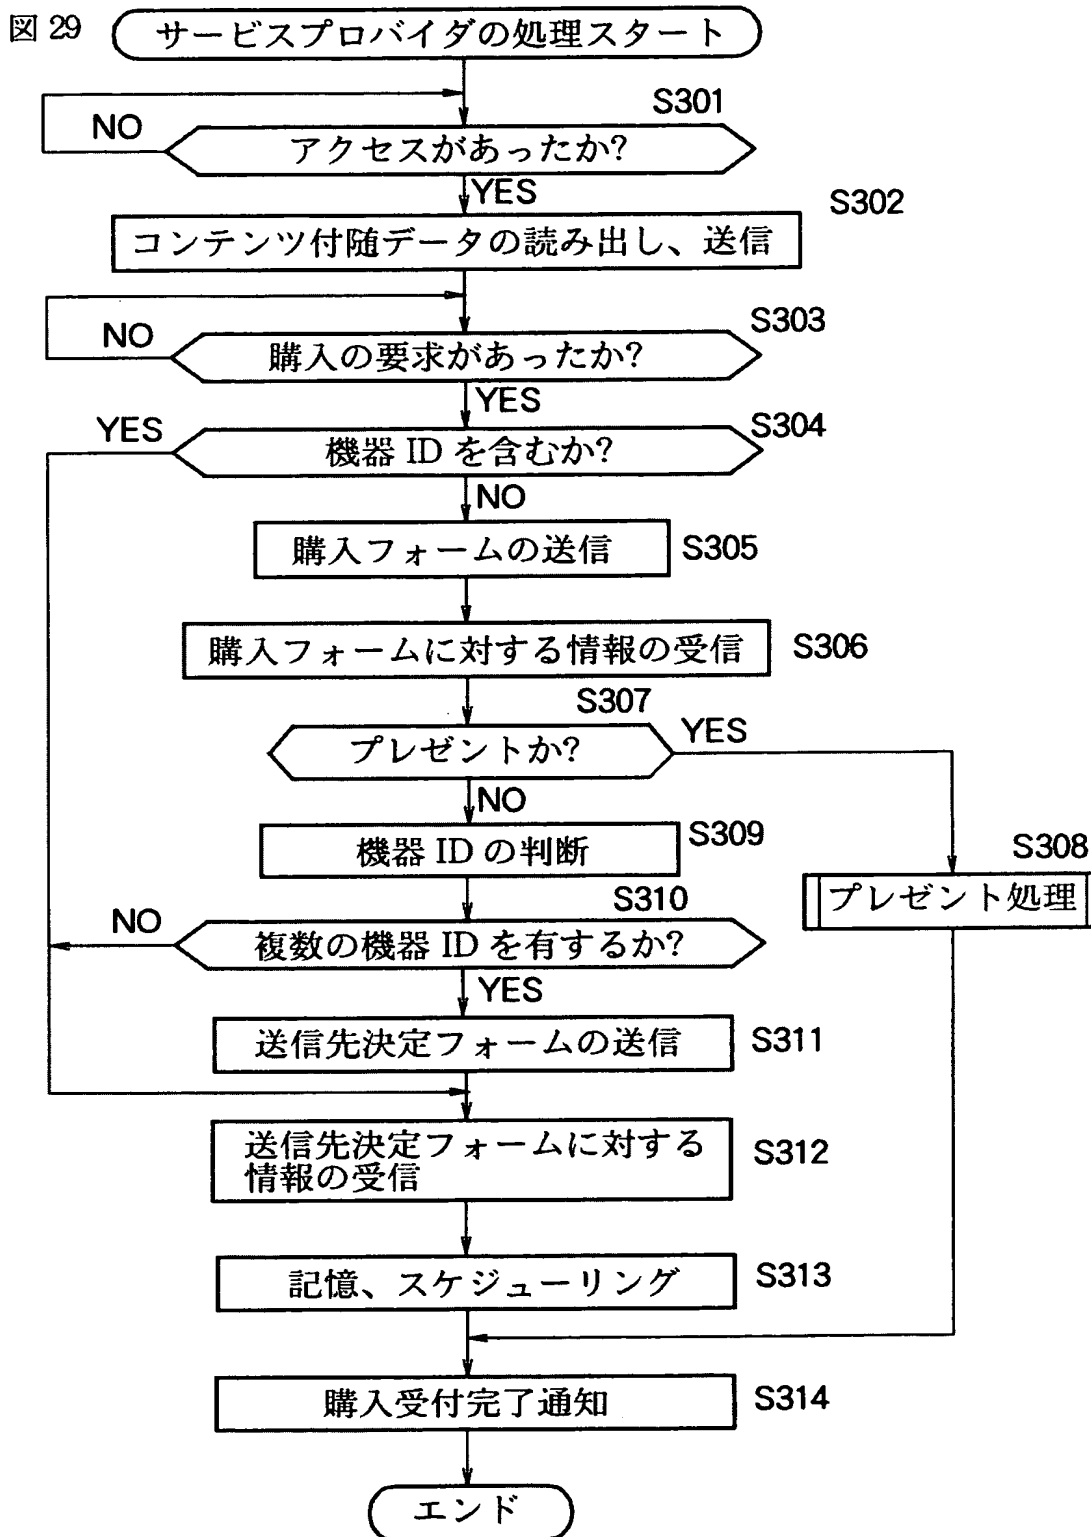 図 29
サービスプロバイダの処理スタート
S301
NO
アクセスがあったか?
YES
S302
コンテンツ付随データの読み出し、送信
S303
NO
購入の要求があったか?
YES
YES
S304
機器 ID を含むか?
NO
購入フォームの送信
S305
購入フォームに対する情報の受信
S306
S307
プレゼントか?
YES
NO
機器 ID の判断
S309
S308
プレゼント処理
S310
NO
複数の機器 ID を有するか?
YES
送信先決定フォームの送信
S311
送信先決定フォームに対する
情報の受信
S312
記憶、スケジューリング
S313
購入受付完了通知
S314
エンド